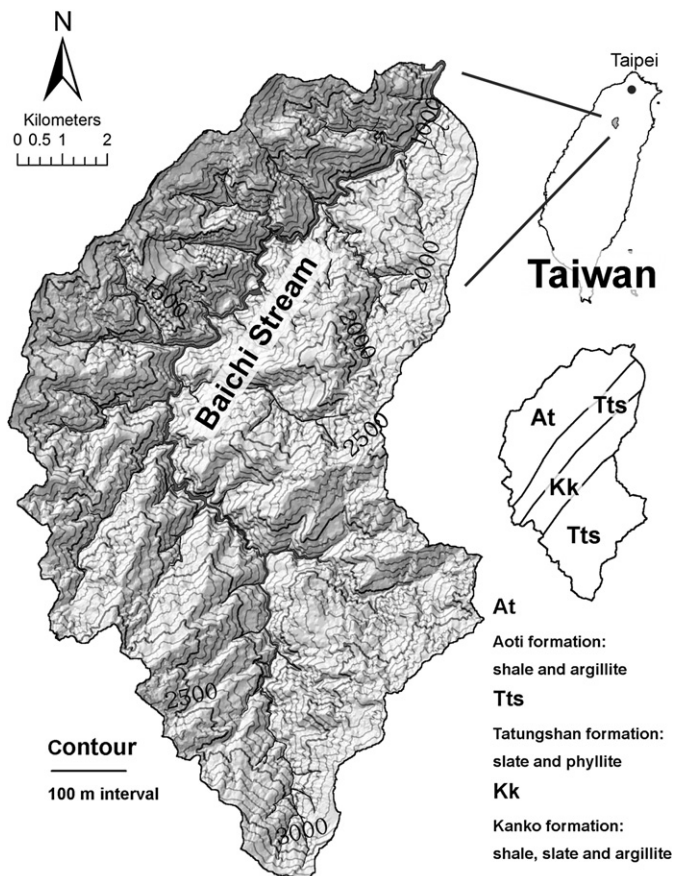 N
Kilometers
0 0.5 1 2
Taipei
Taiwan
1000
2000
1500
2000
Baichi Stream
2500
2500
3000
At
Tts
Kk
Tts
At
Aoti formation:
shale and argillite
Tts
Tatungshan formation:
slate and phyllite
Kk
Kanko formation:
shale, slate and argillite
Contour
100 m interval